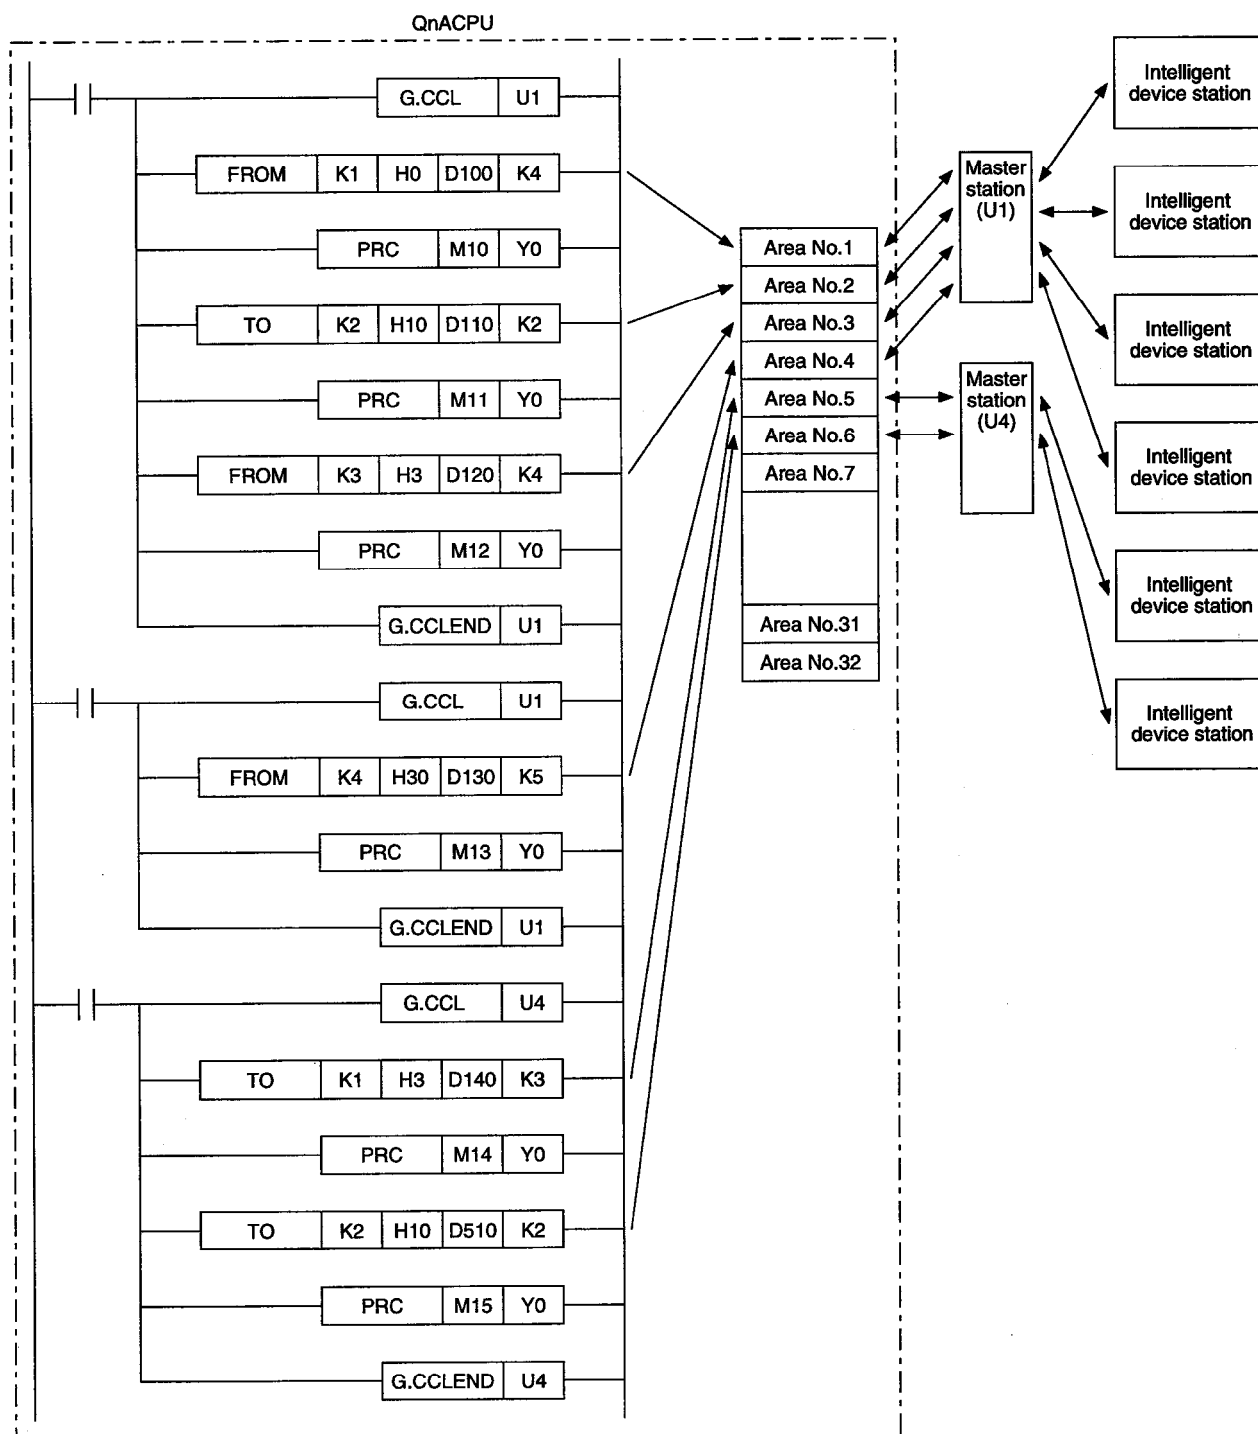 QnACPU
G.CCL U1
FROM K1 H0 D100 K4
PRC M10 Y0
TO K2 H10 D110 K2
PRC M11 Y0
FROM K3 H3 D120 K4
PRC M12 Y0
G.CCLEND U1
G.CCL U1
FROM K4 H30 D130 K5
PRC M13 Y0
G.CCLEND U1
G.CCL U4
TO K1 H3 D140 K3
PRC M14 Y0
TO K2 H10 D510 K2
PRC M15 Y0
G.CCLEND U4
Area No.1
Area No.2
Area No.3
Area No.4
Area No.5
Area No.6
Area No.7
Area No.31
Area No.32
Master
station
(U1)
Master
station
(U4)
Intelligent
device station
Intelligent
device station
Intelligent
device station
Intelligent
device station
Intelligent
device station
Intelligent
device station